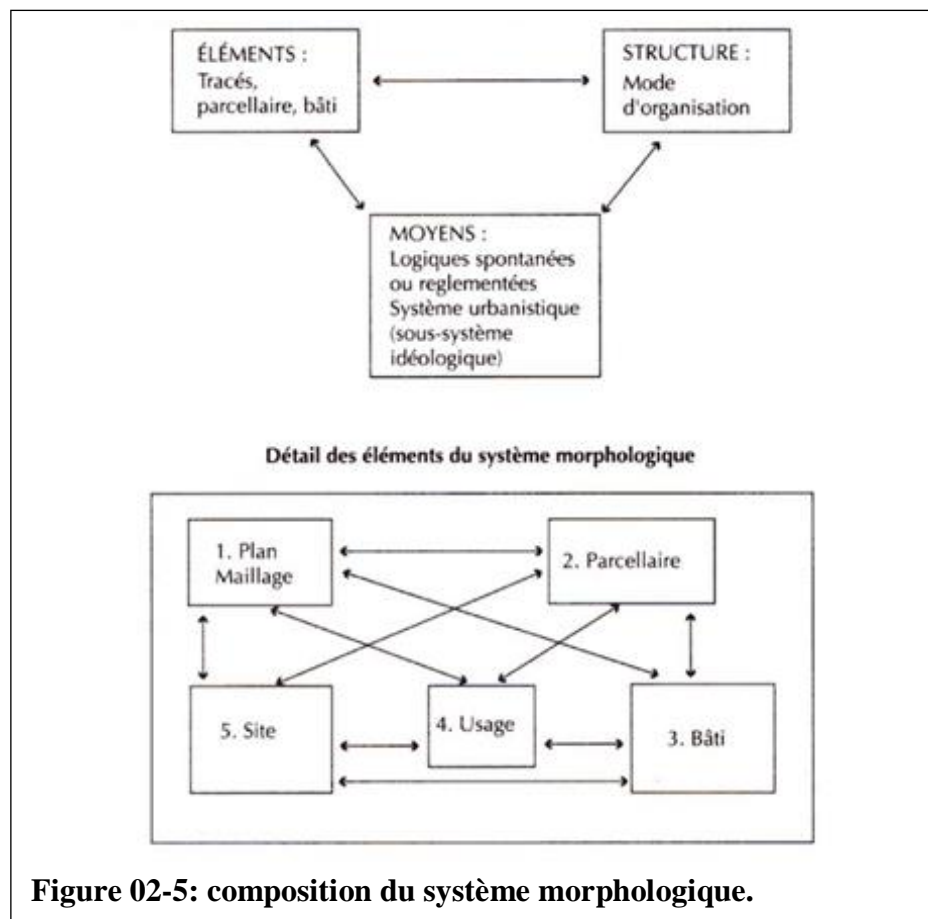 ÉLÉMENTS :
Tracés,
parcellaire, bâti
STRUCTURE :
Mode
d'organisation
MOYENS :
Logiques spontanées
ou reglementées
Système urbanistique
(sous-système
idéologique)
Détail des éléments du système morphologique
1. Plan
Maillage
2. Parcellaire
5. Site
4. Usage
3. Bâti
Figure 02-5: composition du système morphologique.